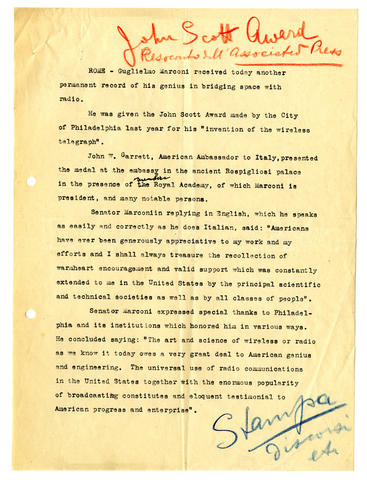 John Scott Award
Resoconto dell'Associated Press
ROME - Guglielmo Marconi received today another
permanent record of his genius in bridging space with
radio.
He was given the John Scott Award made by the City
of Philadelphia last year for his "invention of the wireless
telegraph".
John W. Garrett, American Ambassador to Italy,presented
the medal at the embassy in the ancient Rospigliosi palace
in the presence of the Royal Academy, of which Marconi is
president, and many notable persons.
Senator Marconiin replying in English, which he speaks
as easily and correctly as he does Italian, said: "Americans
have ever been generously appreciative to my work and my
efforts and I shall always treasure the recollection of
warmheart encouragement and valid support which was constantly
extended to me in the United States by the principal scientific
and technical societies as well as by all classes of people".
Senator Marconi expressed special thanks to Philadel-
phia and its institutions which honored him in various ways.
He concluded saying: "The art and science of wireless or radio
as we know it today owes a very great deal to American genius
and engineering. The universal use of radio communications
in the United States together with the enormous popularity
of broadcasting constitutes and eloquent testimonial to
American progress and enterprise".
Stampa
discorsi
etc